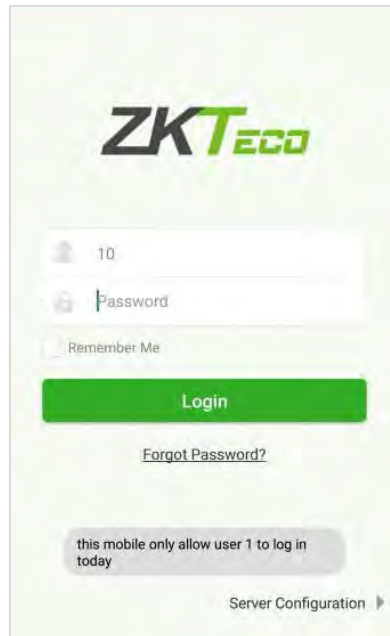 ZKTECO
10
Password
Remember Me
Login
Forgot Password?
this mobile only allow user 1 to log in
today
Server Configuration